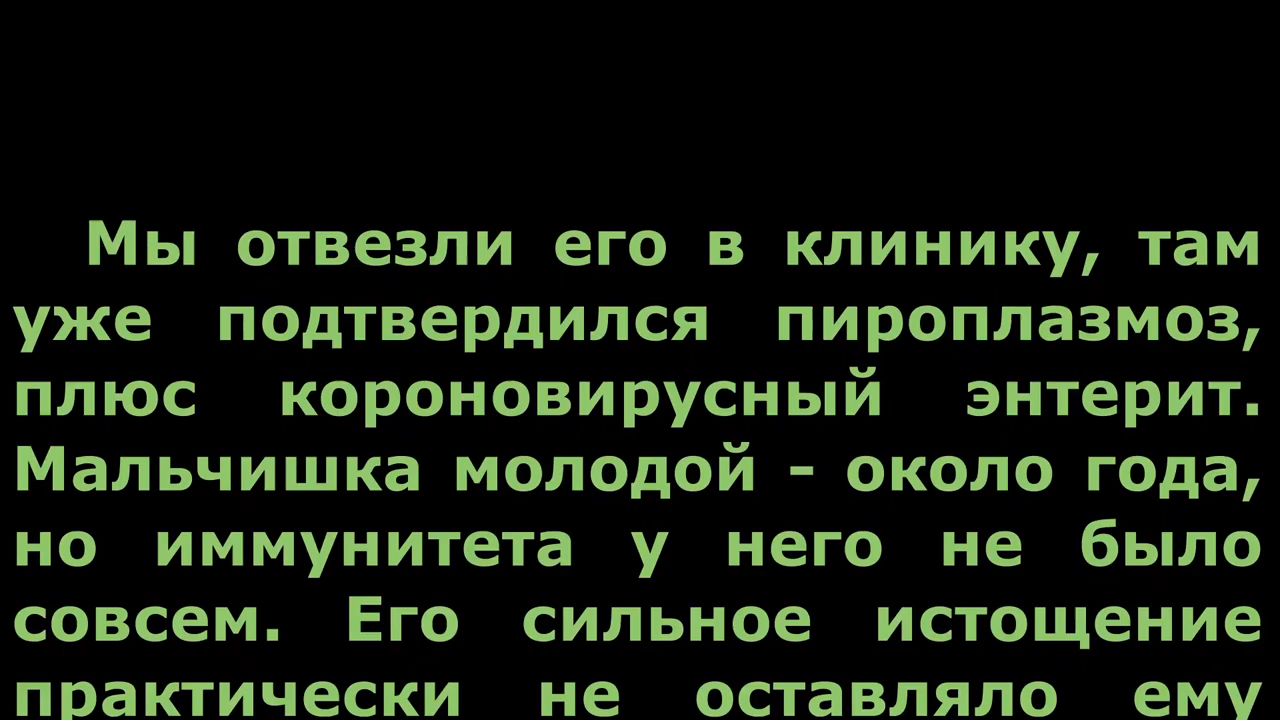 Мы отвезли его в клинику, там
уже подтвердился пироплазмоз,
плюс короновирусный энтерит.
Мальчишка молодой - около года,
но иммунитета у него не было
совсем. Его сильное истощение
практически не оставляло ему